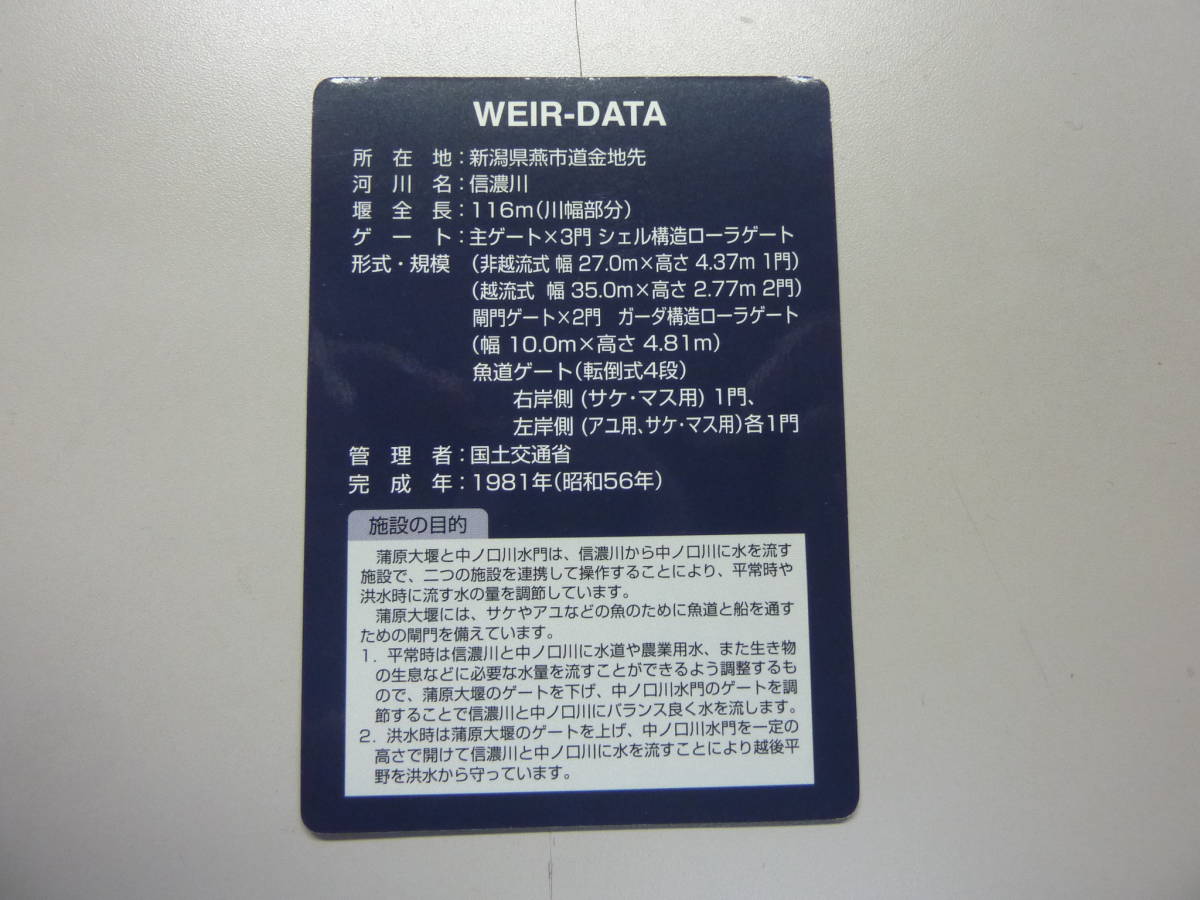 WEIR-DATA
所在地：新潟県燕市道金地先
河川名：信濃川
堰全長：116m（川幅部分）
ゲート：主ゲート×3門 シェル構造ローラゲート
形式・規模（非越流式 幅 27.0m×高さ 4.37m 1門）
（越流式 幅 35.0m×高さ 2.77m 2門）
閘門ゲート×2門 ガーダ構造ローラゲート
（幅 10.0m×高さ 4.81m）
魚道ゲート（転倒式4段）
右岸側（サケ・マス用）1門、
左岸側（アユ用、サケ・マス用）各1門
管理者：国土交通省
完成年：1981年（昭和56年）
施設の目的
蒲原大堰と中ノ口川水門は、信濃川から中ノ口川に水を流す
施設で、二つの施設を連携して操作することにより、平常時や
洪水時に流す水の量を調節しています。
蒲原大堰には、サケやアユなどの魚のために魚道と船を通す
ための閘門を備えています。
1．平常時は信濃川と中ノ口川に水道や農業用水、また生き物
の生息などに必要な水量を流すことができるよう調整するも
ので、蒲原大堰のゲートを下げ、中ノ口川水門のゲートを調
節することで信濃川と中ノ口川にバランス良く水を流します。
2．洪水時は蒲原大堰のゲートを上げ、中ノ口川水門を一定の
高さで開けて信濃川と中ノ口川に水を流すことにより越後平
野を洪水から守っています。